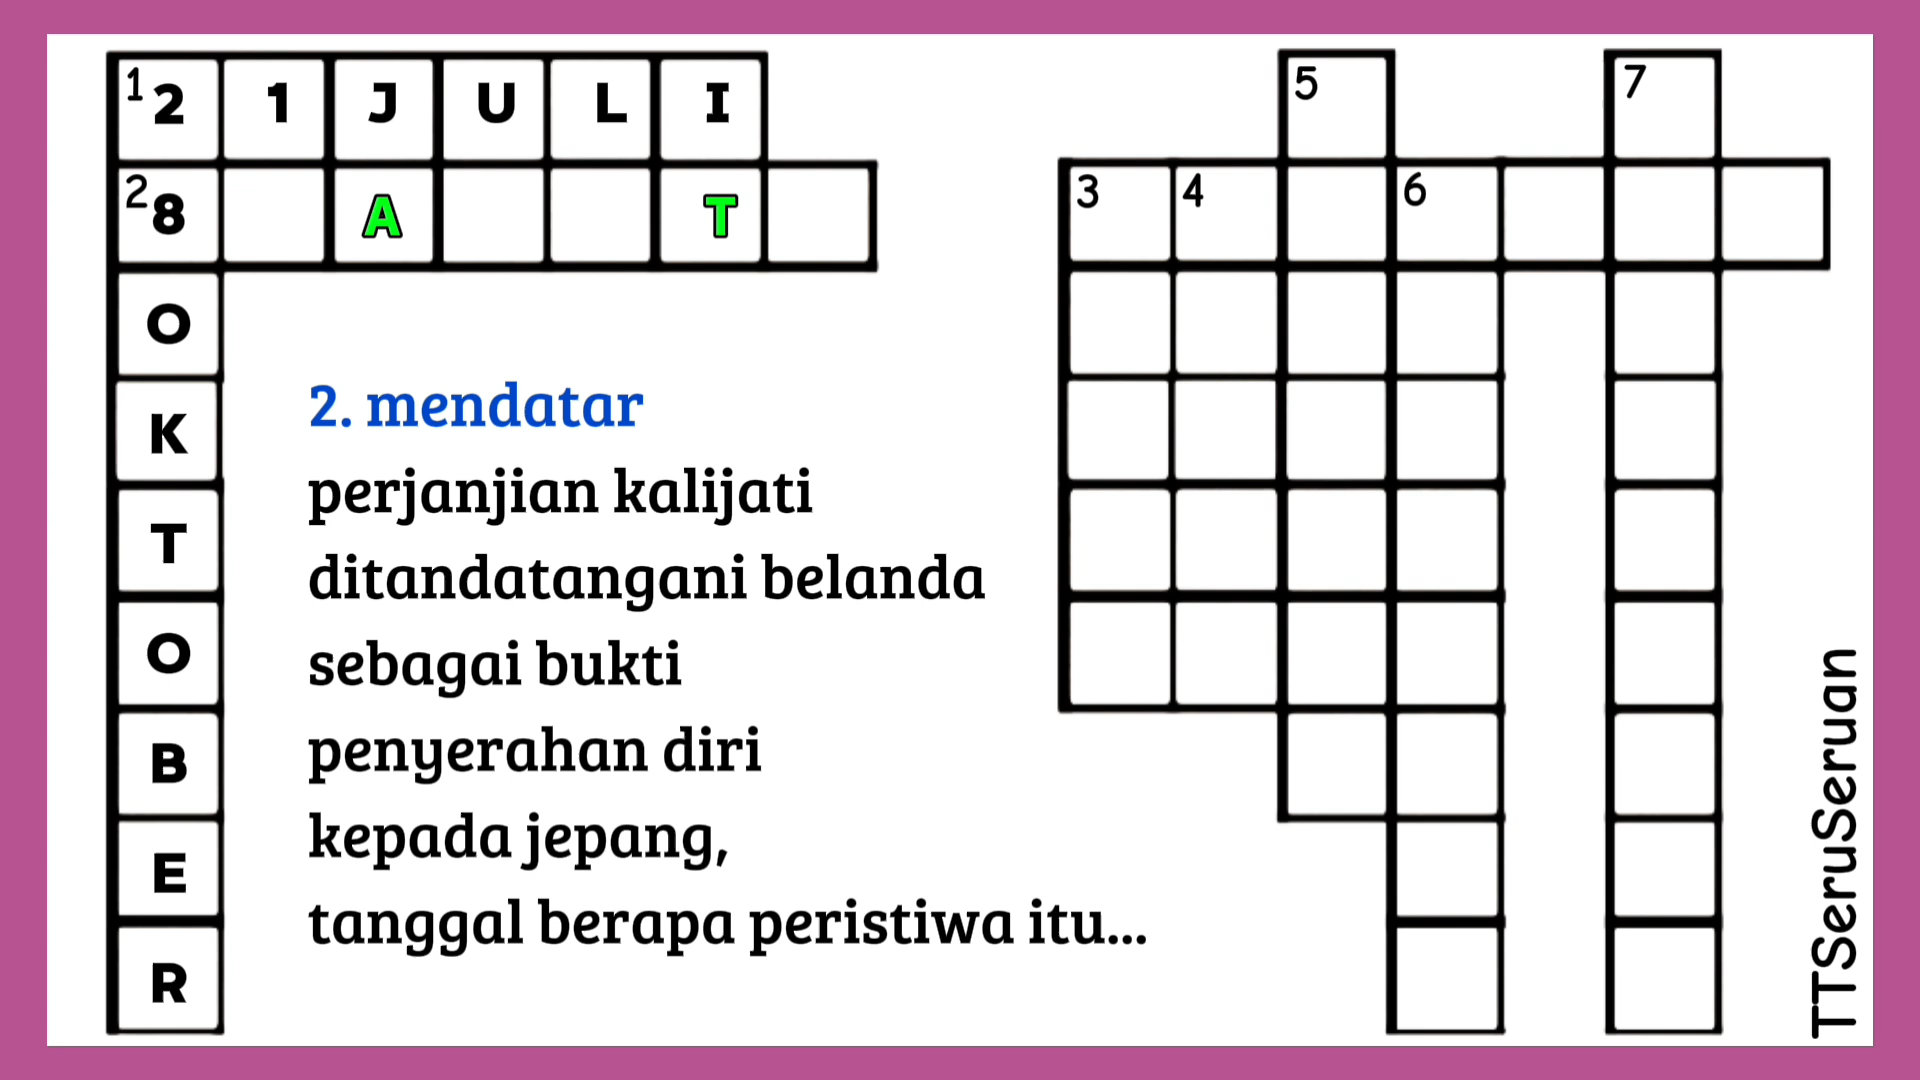 1 2 1 J U L I
2 8 A T
O
K
T
O
B
E
R
5 7
3 4 6
2. mendatar
perjanjian kalijati
ditandatangani belanda
sebagai bukti
penyerahan diri
kepada jepang,
tanggal berapa peristiwa itu...
TTSeruSeruan